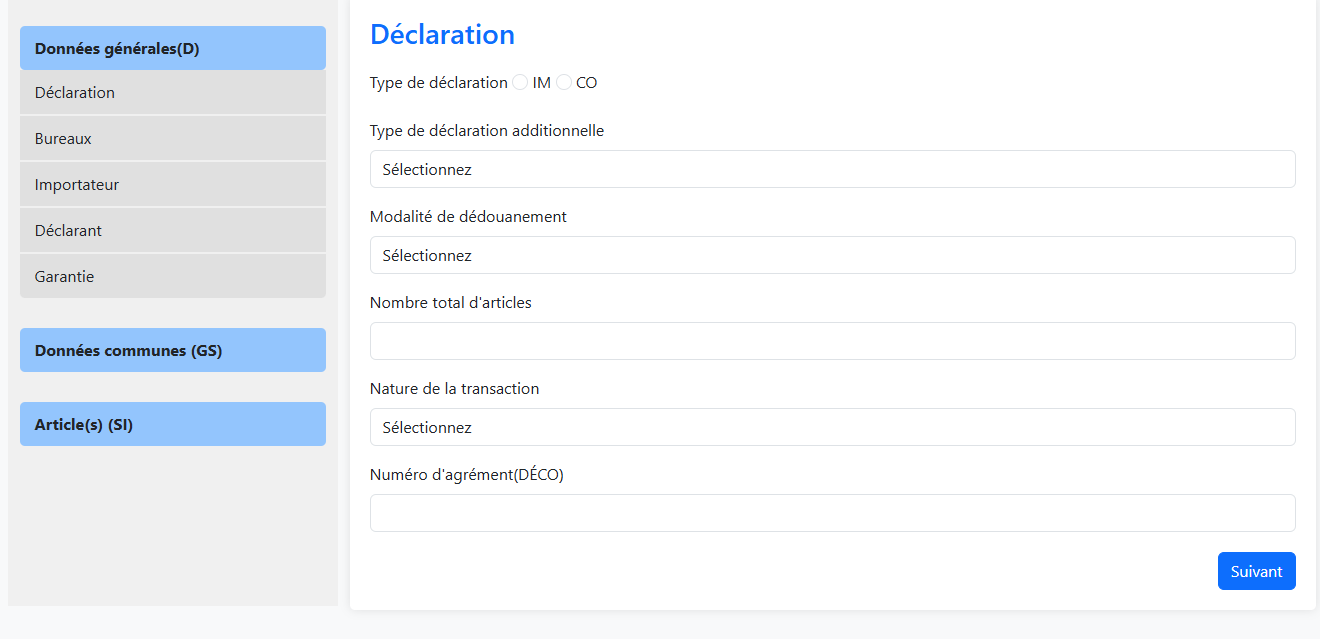 Données générales(D)
Déclaration
Bureaux
Importateur
Déclarant
Garantie
Données communes (GS)
Article(s) (SI)
Déclaration
Type de déclaration IM CO
Type de déclaration additionnelle
Sélectionnez
Modalité de dédouanement
Sélectionnez
Nombre total d'articles
Nature de la transaction
Sélectionnez
Numéro d'agrément(DÉCO)
Suivant